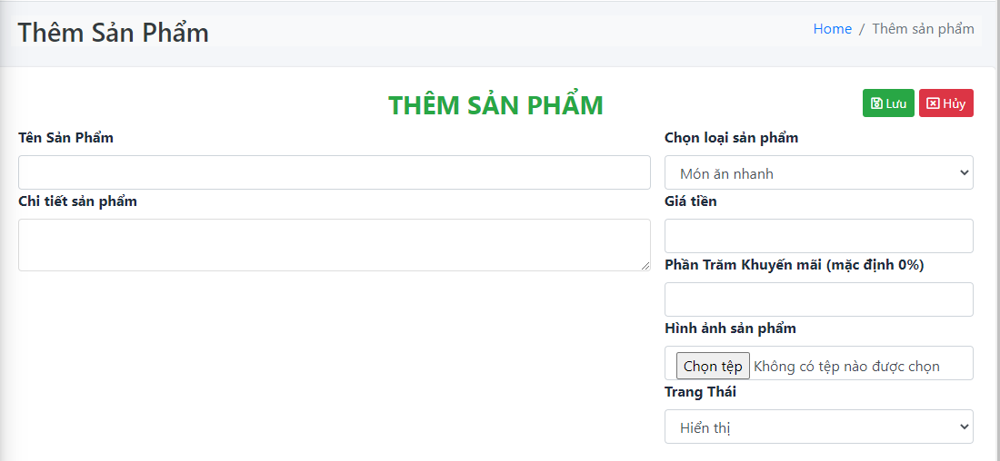 Thêm Sản Phẩm
Home / Thêm sản phẩm
THÊM SẢN PHẨM
Lưu
Hủy
Tên Sản Phẩm
Chi tiết sản phẩm
Chọn loại sản phẩm
Món ăn nhanh
Giá tiền
Phần Trăm Khuyến mãi (mặc định 0%)
Hình ảnh sản phẩm
Chọn tệp Không có tệp nào được chọn
Trang Thái
Hiển thị